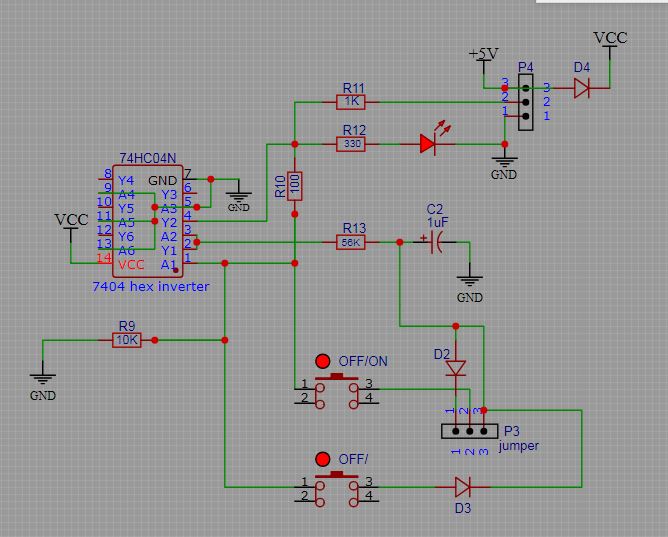 VCC
+5V
P4
D4
R11
1K
3
2
1
3
2
1
R12
330
GND
74HC04N
8
Y4
GND
7
9
A4
Y3
6
10
Y5
A3
5
11
A5
Y2
4
12
Y6
A2
3
13
A6
Y1
2
14
VCC
A1
1
7404 hex inverter
VCC
GND
R10
100
R13
56K
C2
1uF
+
GND
R9
10K
GND
OFF/ON
1
2
3
4
D2
1
2
3
P3
jumper
1
2
3
OFF/
1
2
3
4
D3